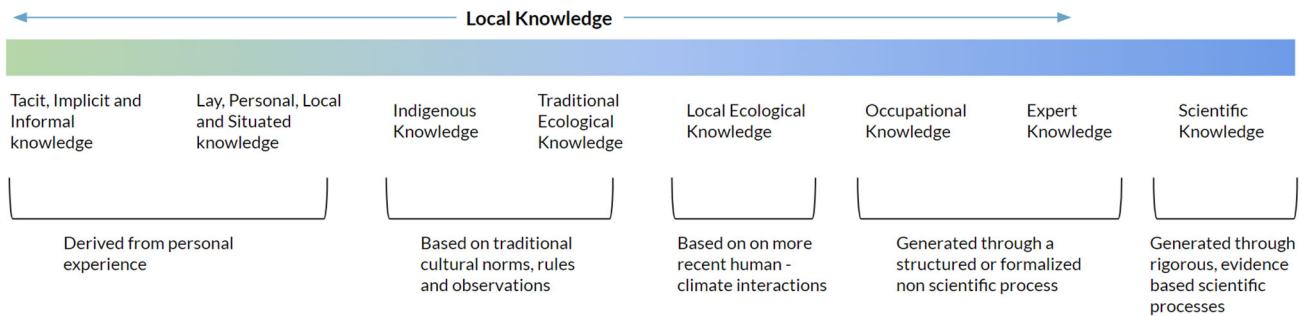 Local Knowledge
Tacit, Implicit and
Informal
knowledge
Lay, Personal, Local
and Situated
knowledge
Indigenous
Knowledge
Traditional
Ecological
Knowledge
Local Ecological
Knowledge
Occupational
Knowledge
Expert
Knowledge
Scientific
Knowledge
Derived from personal
experience
Based on traditional
cultural norms, rules
and observations
Based on on more
recent human -
climate interactions
Generated through a
structured or formalized
non scientific process
Generated through
rigorous, evidence
based scientific
processes